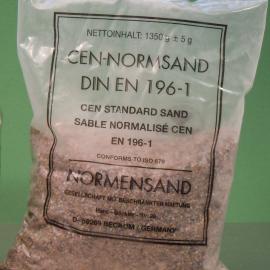 NETTOINHALT: 1350 g ± 5 g
CEN-NORMSAND
DIN EN 196-1
CEN STANDARD SAND
SABLE NORMALISÉ CEN
EN 196-1
CONFORMS TO ISO 679
NORMENSAND
GESELLSCHAFT MIT BESCHRÄNKTER HAFTUNG
D-59269 BECKUM / GERMANY